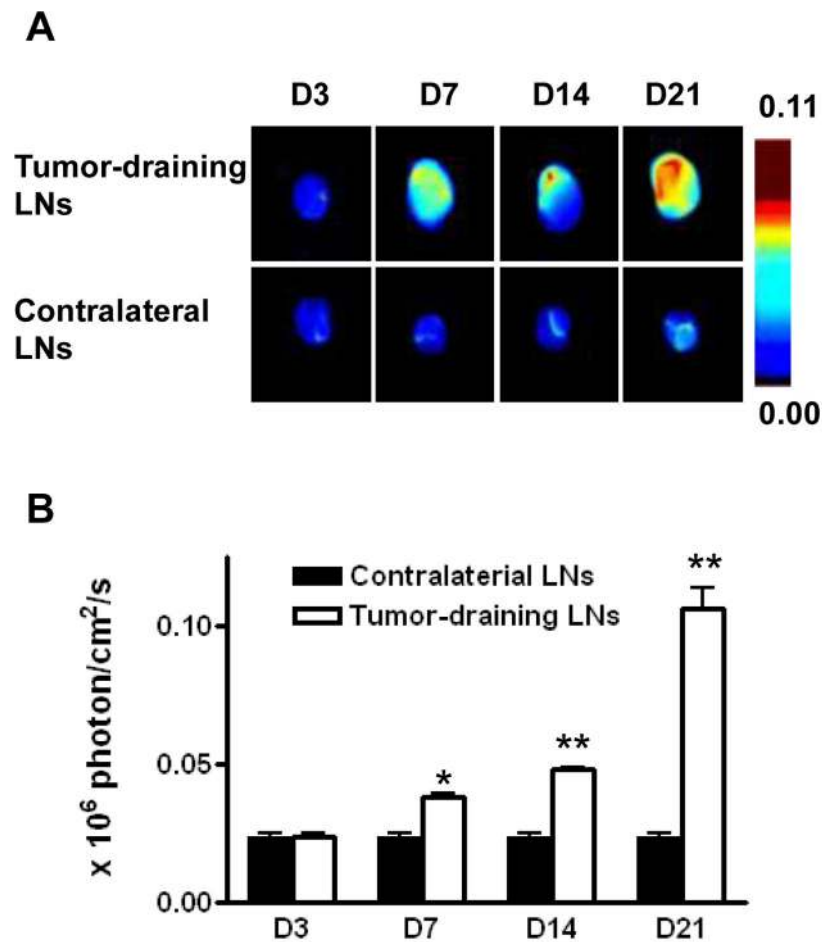 A
D3 D7 D14 D21
0.11
Tumor-draining
LNs
Contralateral
LNs
0.00
B
x 10⁶ photon/cm²/s
Contralaterial LNs
Tumor-draining LNs
0.10
0.05
0.00
*
**
**
D3 D7 D14 D21